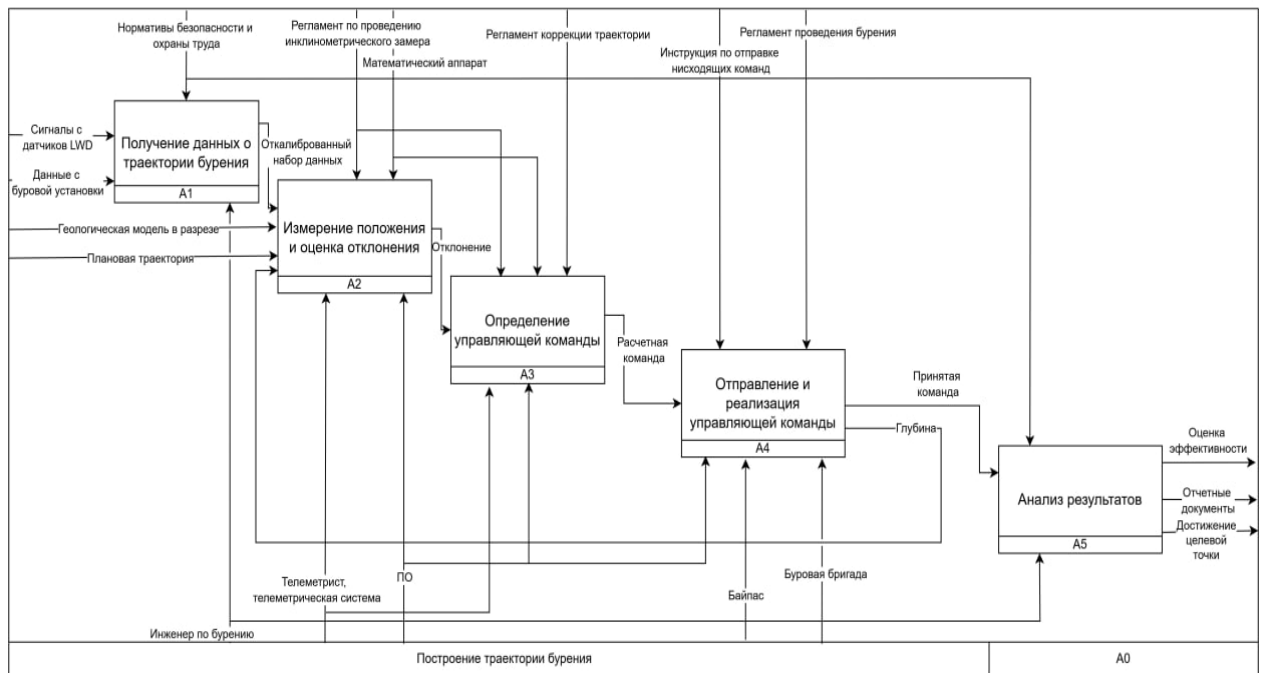 Нормативы безопасности и
охраны труда
Регламент по проведению
инклинометрического замера
Математический аппарат
Регламент коррекции траектории
Инструкция по отправке
нисходящих команд
Регламент проведения бурения
Сигналы с
датчиков LWD
Данные с
буровой установки
Получение данных о
траектории бурения
A1
Откалиброванный
набор данных
Геологическая модель в разрезе
Плановая траектория
Измерение положения
и оценка отклонения
A2
Отклонение
Определение
управляющей команды
A3
Расчетная
команда
Отправление и
реализация
управляющей команды
A4
Принятая
команда
Глубина
Анализ результатов
A5
Оценка
эффективности
Отчетные
документы
Достижение
целевой
точки
Телеметрист,
телеметрическая система
ПО
Буровая бригада
Байпас
Инженер по бурению
Построение траектории бурения
A0